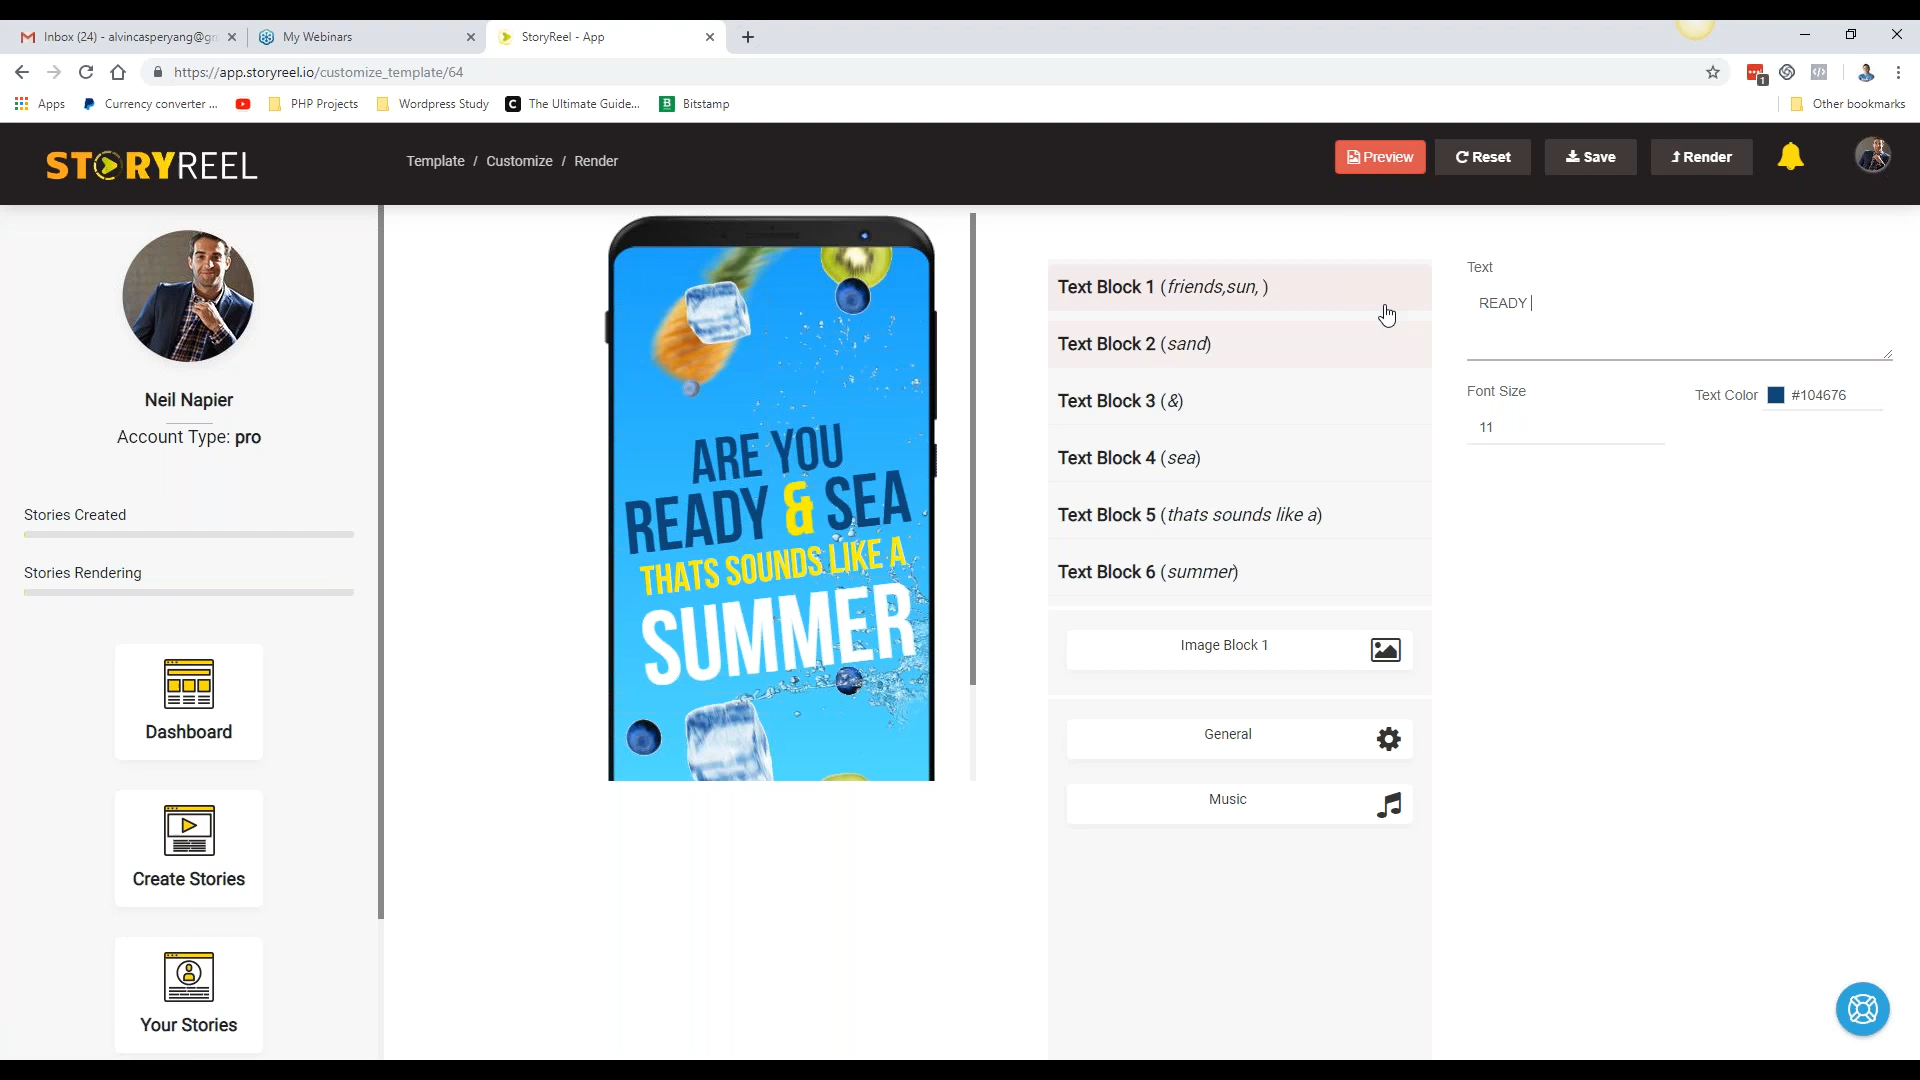 Inbox (24) - alvincasperyang@gr
My Webinars
StoryReel - App
https://app.storyreel.io/customize_template/64
1
Apps
Currency converter ...
PHP Projects
Wordpress Study
The Ultimate Guide...
Bitstamp
Other bookmarks
STORYREEL
Template / Customize / Render
Preview
Reset
Save
Render
Neil Napier
Account Type: pro
Stories Created
Stories Rendering
Dashboard
Create Stories
Your Stories
ARE YOU
READY & SEA
THATS SOUNDS LIKE A
SUMMER
Text Block 1 (friends,sun, )
Text Block 2 (sand)
Text Block 3 (&)
Text Block 4 (sea)
Text Block 5 (thats sounds like a)
Text Block 6 (summer)
Image Block 1
General
Music
Text
READY
Font Size
11
Text Color #104676